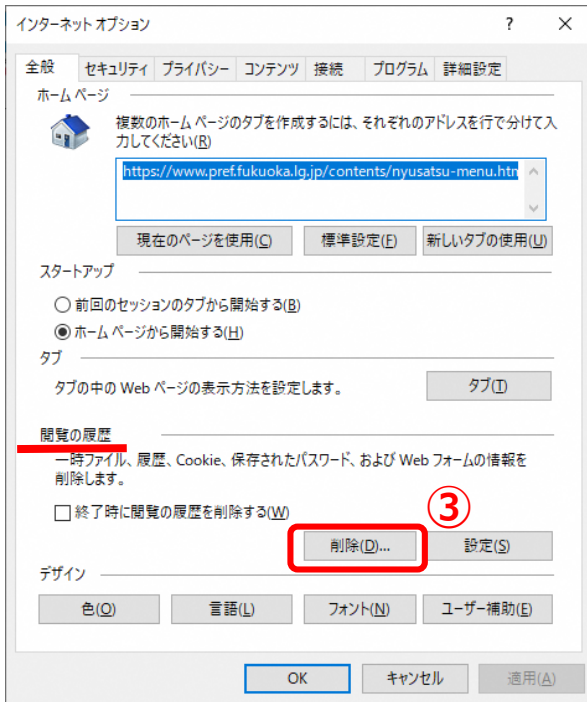 インターネット オプション ? ×
全般 セキュリティ プライバシー コンテンツ 接続 プログラム 詳細設定
ホーム ページ
複数のホーム ページのタブを作成するには、それぞれのアドレスを行で分けて入
力してください(R)
https://www.pref.fukuoka.lg.jp/contents/nyusatsu-menu.htm
現在のページを使用(C) 標準設定(F) 新しいタブの使用(U)
スタートアップ
前回のセッションのタブから開始する(B)
ホーム ページから開始する(H)
タブ
タブの中の Web ページの表示方法を設定します。 タブ(T)
閲覧の履歴
一時ファイル、履歴、Cookie、保存されたパスワード、および Web フォームの情報を
削除します。
終了時に閲覧の履歴を削除する(W)
③
削除(D)... 設定(S)
デザイン
色(O) 言語(L) フォント(N) ユーザー補助(E)
OK キャンセル 適用(A)